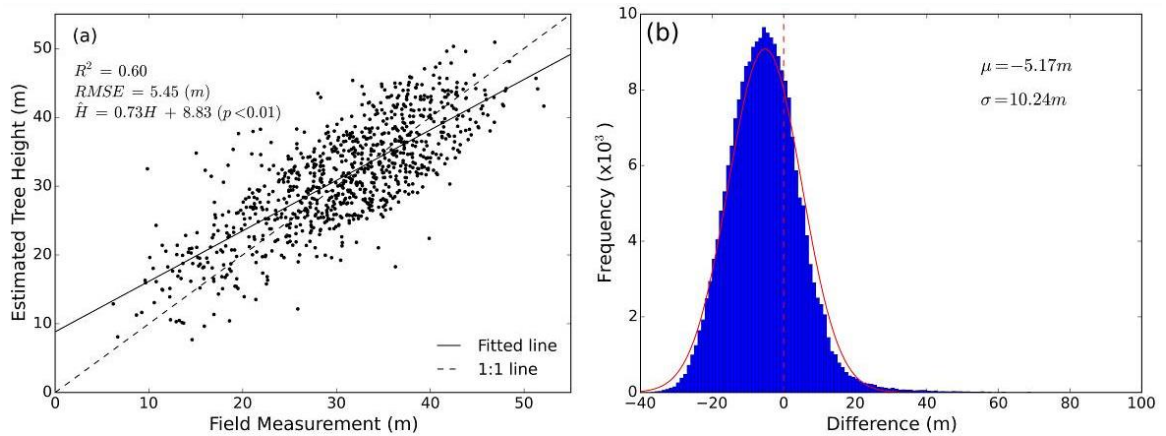 (a)
R² = 0.60
RMSE = 5.45 (m)
Ĥ = 0.73H + 8.83 (p<0.01)
Estimated Tree Height (m)
50
40
30
20
10
0
0 10 20 30 40 50
Field Measurement (m)
Fitted line
1:1 line
(b)
μ=−5.17m
σ=10.24m
Frequency (x10³ )
10
8
6
4
2
0
−40 −20 0 20 40 60 80 100
Difference (m)